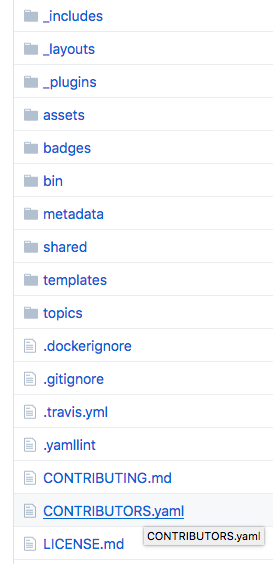 _includes
_layouts
_plugins
assets
badges
bin
metadata
shared
templates
topics
.dockerignore
.gitignore
.travis.yml
.yamllint
CONTRIBUTING.md
CONTRIBUTORS.yaml
CONTRIBUTORS.yaml
LICENSE.md